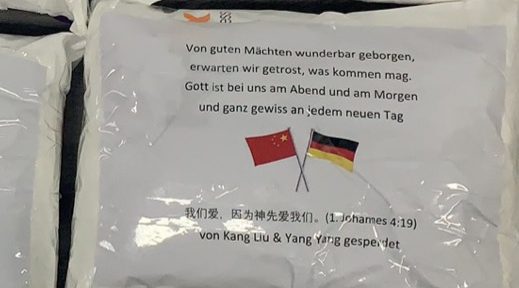 Von guten Mächten wunderbar geborgen,
erwarten wir getrost, was kommen mag.
Gott ist bei uns am Abend und am Morgen
und ganz gewiss an jedem neuen Tag
我们爱，因为神先爱我们。(1. Johames 4:19)
von Kang Liu & Yang Yang gespendet